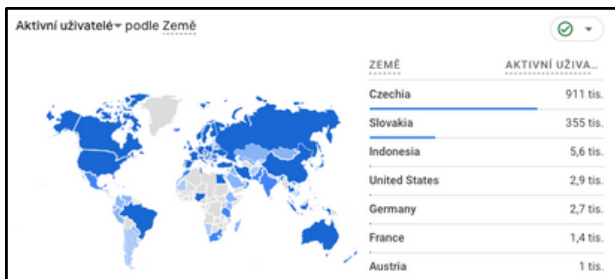 Aktivní uživatelé podle Země
ZEMĚ AKTIVNÍ UŽIVA...
Czechia 911 tis.
Slovakia 355 tis.
Indonesia 5,6 tis.
United States 2,9 tis.
Germany 2,7 tis.
France 1,4 tis.
Austria 1 tis.